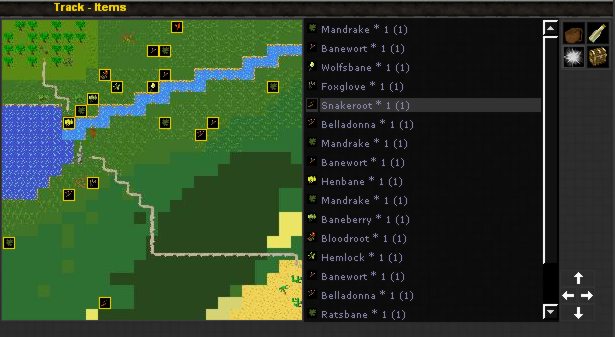 Track - Items
Mandrake * 1 (1)
Banewort * 1 (1)
Wolfsbane * 1 (1)
Foxglove * 1 (1)
Snakeroot * 1 (1)
Belladonna * 1 (1)
Mandrake * 1 (1)
Banewort * 1 (1)
Henbane * 1 (1)
Mandrake * 1 (1)
Baneberry * 1 (1)
Bloodroot * 1 (1)
Hemlock * 1 (1)
Banewort * 1 (1)
Belladonna * 1 (1)
Ratsbane * 1 (1)